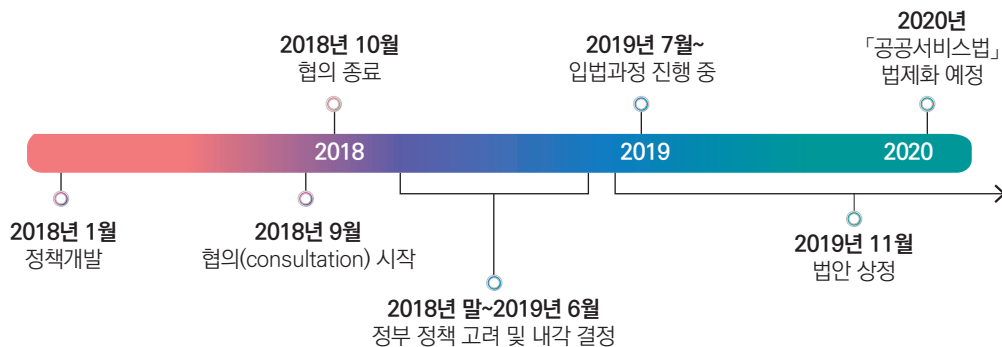 2018년 10월
협의 종료
2019년 7월~
입법과정 진행 중
2020년
「공공서비스법」
법제화 예정
2018
2019
2020
2018년 1월
정책개발
2018년 9월
협의(consultation) 시작
2018년 말~2019년 6월
정부 정책 고려 및 내각 결정
2019년 11월
법안 상정